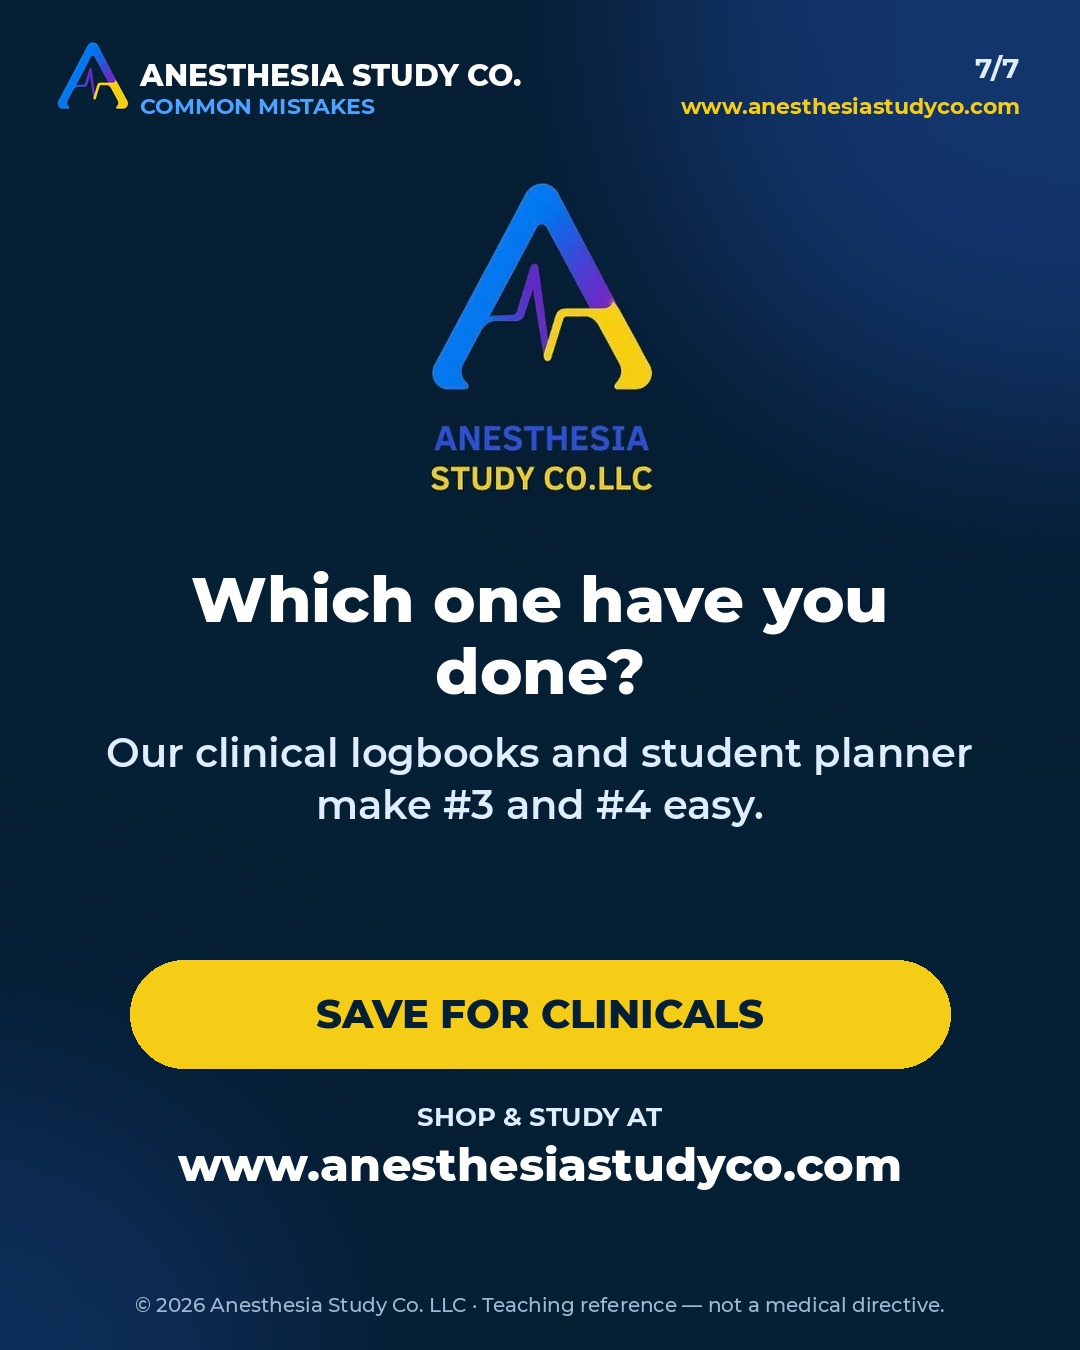 ANESTHESIA STUDY CO.
COMMON MISTAKES
7/7
www.anesthesiastudyco.com
ANESTHESIA
STUDY CO.LLC
Which one have you
done?
Our clinical logbooks and student planner
make #3 and #4 easy.
SAVE FOR CLINICALS
SHOP & STUDY AT
www.anesthesiastudyco.com
© 2026 Anesthesia Study Co. LLC · Teaching reference — not a medical directive.